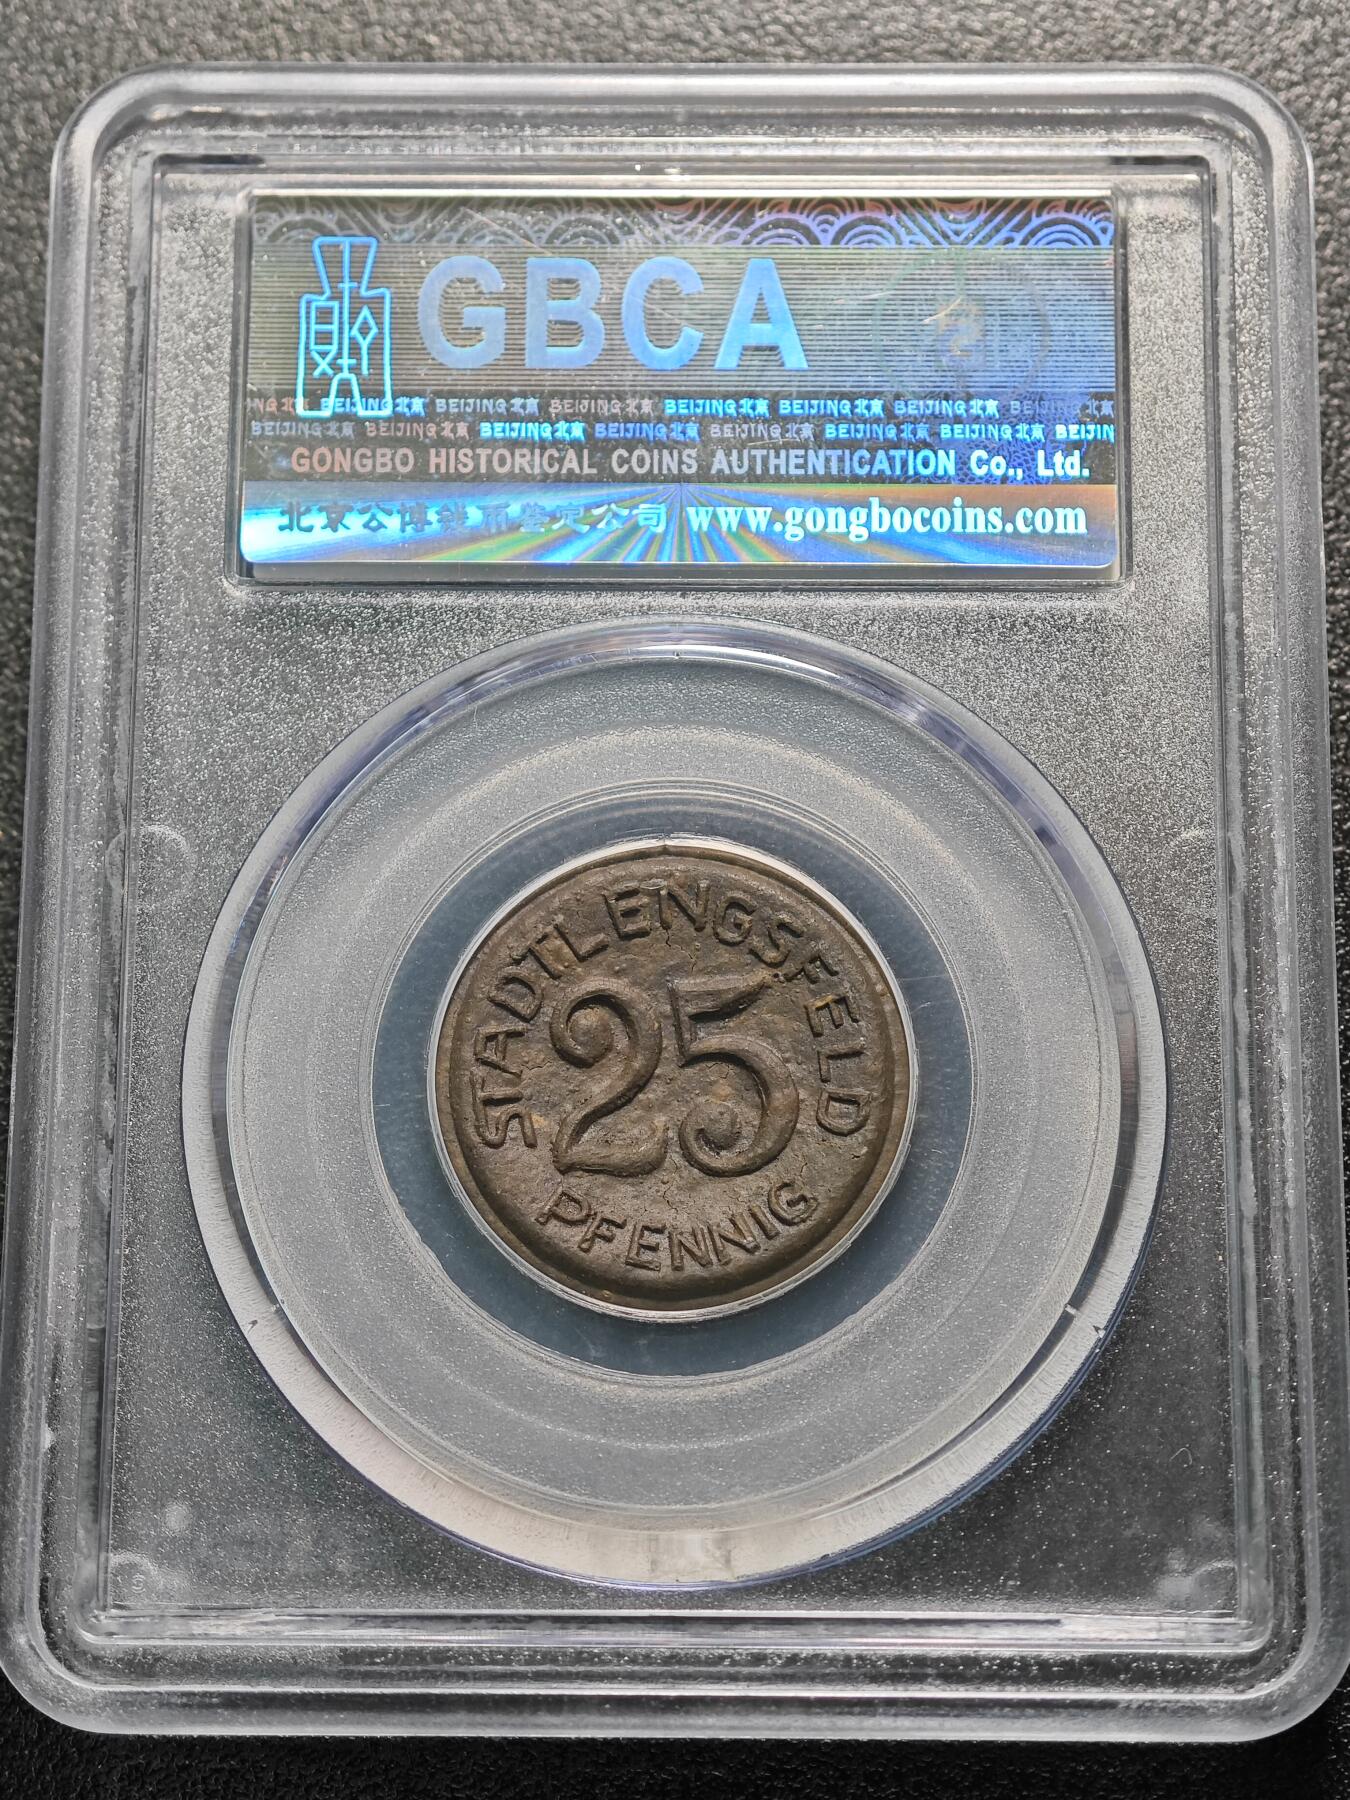 GBCA
BEIJING北京 BEIJING北京 BEIJING北京 BEIJING北京 BEIJING北京 BEIJING北京
BEIJING北京 BEIJING北京 BEIJING北京 BEIJING北京 BEIJING北京 BEIJING北京 BEIJING北京 BEIJIN
GONGBO HISTORICAL COINS AUTHENTICATION Co., Ltd.
北京公博钱币鉴定公司 www.gongbocoins.com
STADTLENGSFELD
25
PFENNIG